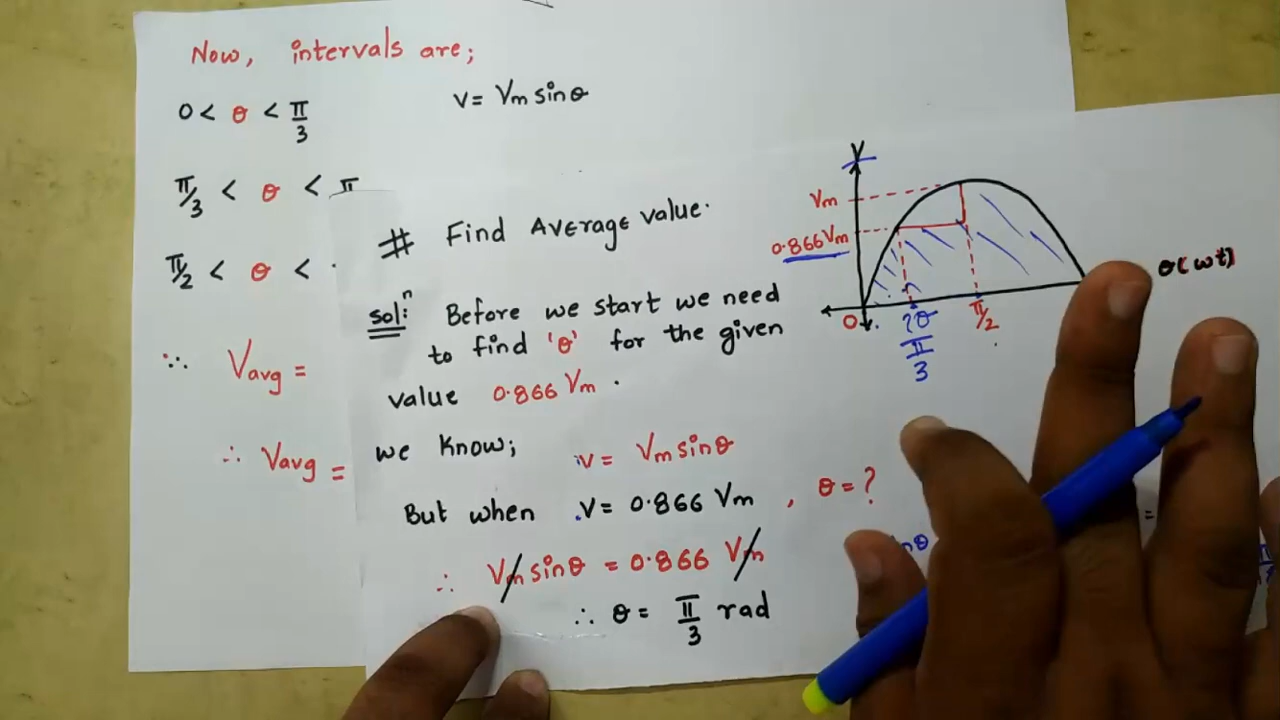 Now, intervals are;
0 < θ < π/3
v = Vm sinθ
π/3 < θ < π
π/2 < θ <
∴ Vavg =
∴ Vavg =
# Find Average value.
solⁿ: Before we start we need
to find 'θ' for the given
value 0.866 Vm .
we know; v = Vm sinθ
But when v = 0.866 Vm , θ = ?
∴ Vm sinθ = 0.866 Vm
∴ θ = π/3 rad
V
Vm
0.866Vm
0
?θ
π/3
π/2
θ(ωt)